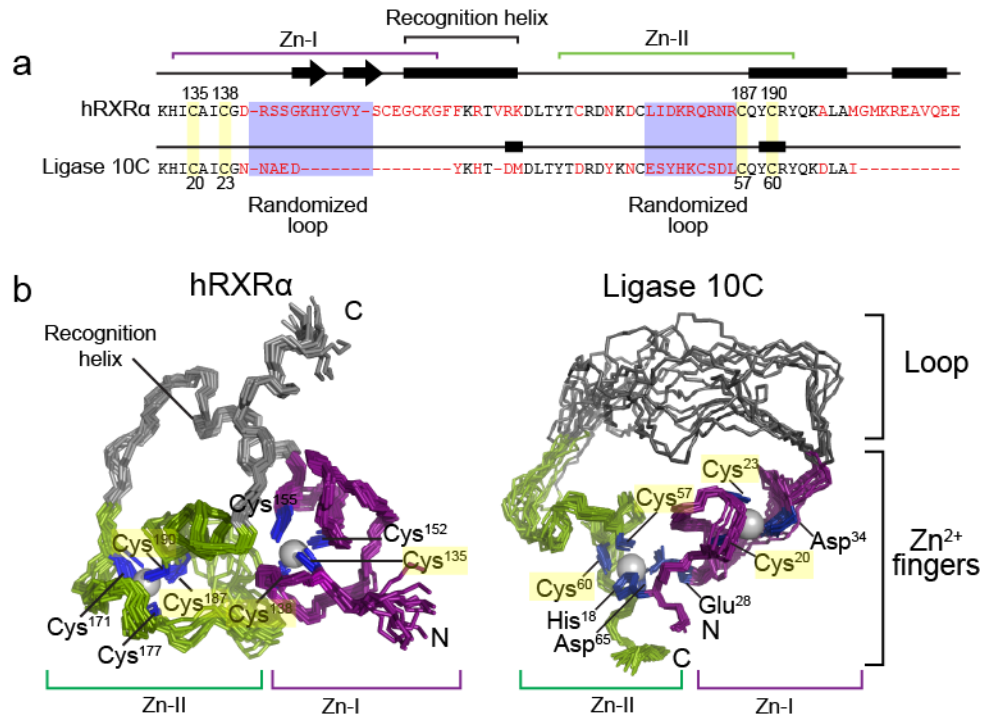 Recognition helix
Zn-I
Zn-II
a
135 138
187 190
hRXRα KHICAICGD-RSSGKHYGVY-SCEGCKGFFKRTVRKDLTYTCRDNKDCLIDKRQRNRCQYCRYQKALAMGMKREAVQEE
Ligase 10C KHICAICGN-NAED---------------YKHT-DMDLTYTDRDYKNCESYHKCSDLCQYCRYQKDLAI----------
20 23
57 60
Randomized
loop
Randomized
loop
b
hRXRα
Ligase 10C
C
Recognition
helix
Loop
Cys155
Cys152
Cys190
Cys135
Cys187
Cys138
Cys171
Cys177
N
Cys23
Cys57
Asp34
Cys20
Cys60
Glu28
His18
N
Asp65
C
Zn2+
fingers
Zn-II
Zn-I
Zn-II
Zn-I